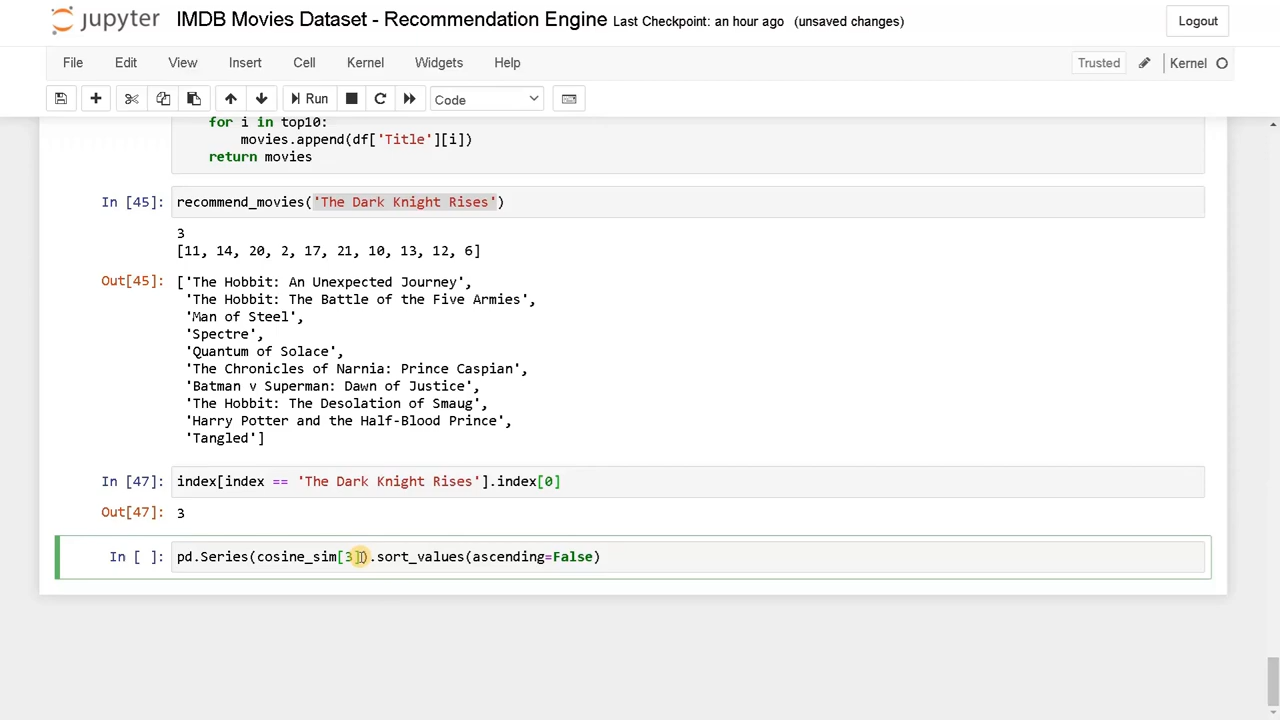 jupyter IMDB Movies Dataset - Recommendation Engine Last Checkpoint: an hour ago (unsaved changes) Logout
File Edit View Insert Cell Kernel Widgets Help Trusted Kernel
Run Code
for i in top10:
movies.append(df['Title'][i])
return movies
In [45]: recommend_movies('The Dark Knight Rises')
3
[11, 14, 20, 2, 17, 21, 10, 13, 12, 6]
Out[45]: ['The Hobbit: An Unexpected Journey',
'The Hobbit: The Battle of the Five Armies',
'Man of Steel',
'Spectre',
'Quantum of Solace',
'The Chronicles of Narnia: Prince Caspian',
'Batman v Superman: Dawn of Justice',
'The Hobbit: The Desolation of Smaug',
'Harry Potter and the Half-Blood Prince',
'Tangled']
In [47]: index[index == 'The Dark Knight Rises'].index[0]
Out[47]: 3
In [ ]: pd.Series(cosine_sim[3]).sort_values(ascending=False)